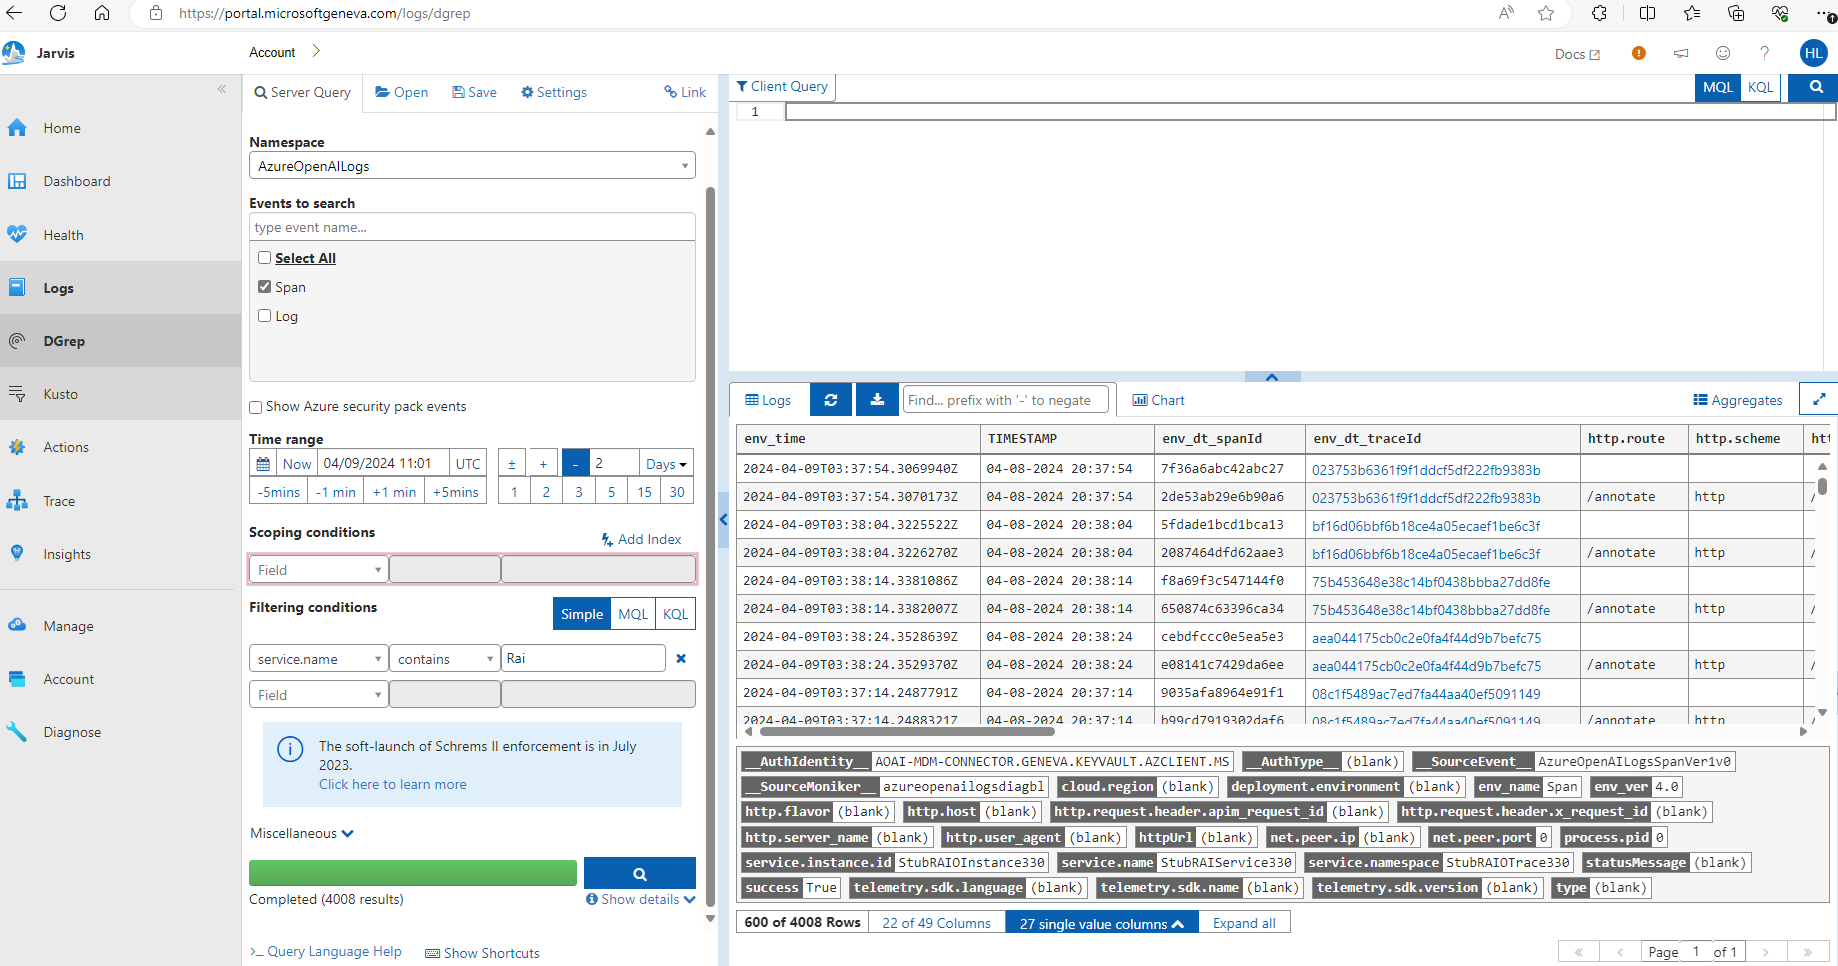 https://portal.microsoftgeneva.com/logs/dgrep
Jarvis
Account
Docs
HL
Home
Dashboard
Health
Logs
DGrep
Kusto
Actions
Trace
Insights
Manage
Account
Diagnose
Server Query Open Save Settings Link
Namespace
AzureOpenAILogs
Events to search
type event name...
Select All
Span
Log
Show Azure security pack events
Time range
Now 04/09/2024 11:01 UTC ± + - 2 Days
-5mins -1 min +1 min +5mins 1 2 3 5 15 30
Scoping conditions
Add Index
Field
Filtering conditions
Simple MQL KQL
service.name contains Rai
Field
The soft-launch of Schrems II enforcement is in July
2023.
Click here to learn more
Miscellaneous
Completed (4008 results) Show details
>_ Query Language Help Show Shortcuts
Client Query MQL KQL
1
Logs Find... prefix with '-' to negate Chart Aggregates
env_time TIMESTAMP env_dt_spanId env_dt_traceId http.route http.scheme htt
2024-04-09T03:37:54.3069940Z 04-08-2024 20:37:54 7f36a6abc42abc27 023753b6361f9f1ddcf5df222fb9383b
2024-04-09T03:37:54.3070173Z 04-08-2024 20:37:54 2de53ab29e6b90a6 023753b6361f9f1ddcf5df222fb9383b /annotate http /
2024-04-09T03:38:04.3225522Z 04-08-2024 20:38:04 5fdade1bcd1bca13 bf16d06bbf6b18ce4a05ecaef1be6c3f
2024-04-09T03:38:04.3226270Z 04-08-2024 20:38:04 2087464dfd62aae3 bf16d06bbf6b18ce4a05ecaef1be6c3f /annotate http /
2024-04-09T03:38:14.3381086Z 04-08-2024 20:38:14 f8a69f3c547144f0 75b453648e38c14bf0438bbba27dd8fe
2024-04-09T03:38:14.3382007Z 04-08-2024 20:38:14 650874c63396ca34 75b453648e38c14bf0438bbba27dd8fe /annotate http /
2024-04-09T03:38:24.3528639Z 04-08-2024 20:38:24 cebdfccc0e5ea5e3 aea044175cb0c2e0fa4f44d9b7befc75
2024-04-09T03:38:24.3529370Z 04-08-2024 20:38:24 e08141c7429da6ee aea044175cb0c2e0fa4f44d9b7befc75 /annotate http /
2024-04-09T03:37:14.2487791Z 04-08-2024 20:37:14 9035afa8964e91f1 08c1f5489ac7ed7fa44aa40ef5091149
2024-04-09T03:37:14.2488321Z 04-08-2024 20:37:14 b99cd7919302daf6 08c1f5489ac7ed7fa44aa40ef5091149 /annotate http /
__AuthIdentity__ AOAI-MDM-CONNECTOR.GENEVA.KEYVAULT.AZCLIENT.MS __AuthType__ (blank) __SourceEvent__ AzureOpenAILogsSpanVer1v0
__SourceMoniker__ azureopenailogsdiagbl cloud.region (blank) deployment.environment (blank) env_name Span env_ver 4.0
http.flavor (blank) http.host (blank) http.request.header.apim_request_id (blank) http.request.header.x_request_id (blank)
http.server_name (blank) http.user_agent (blank) httpUrl (blank) net.peer.ip (blank) net.peer.port 0 process.pid 0
service.instance.id StubRAIOInstance330 service.name StubRAIService330 service.namespace StubRAIOTrace330 statusMessage (blank)
success True telemetry.sdk.language (blank) telemetry.sdk.name (blank) telemetry.sdk.version (blank) type (blank)
600 of 4008 Rows 22 of 49 Columns 27 single value columns Expand all
« ‹ Page 1 of 1 › »